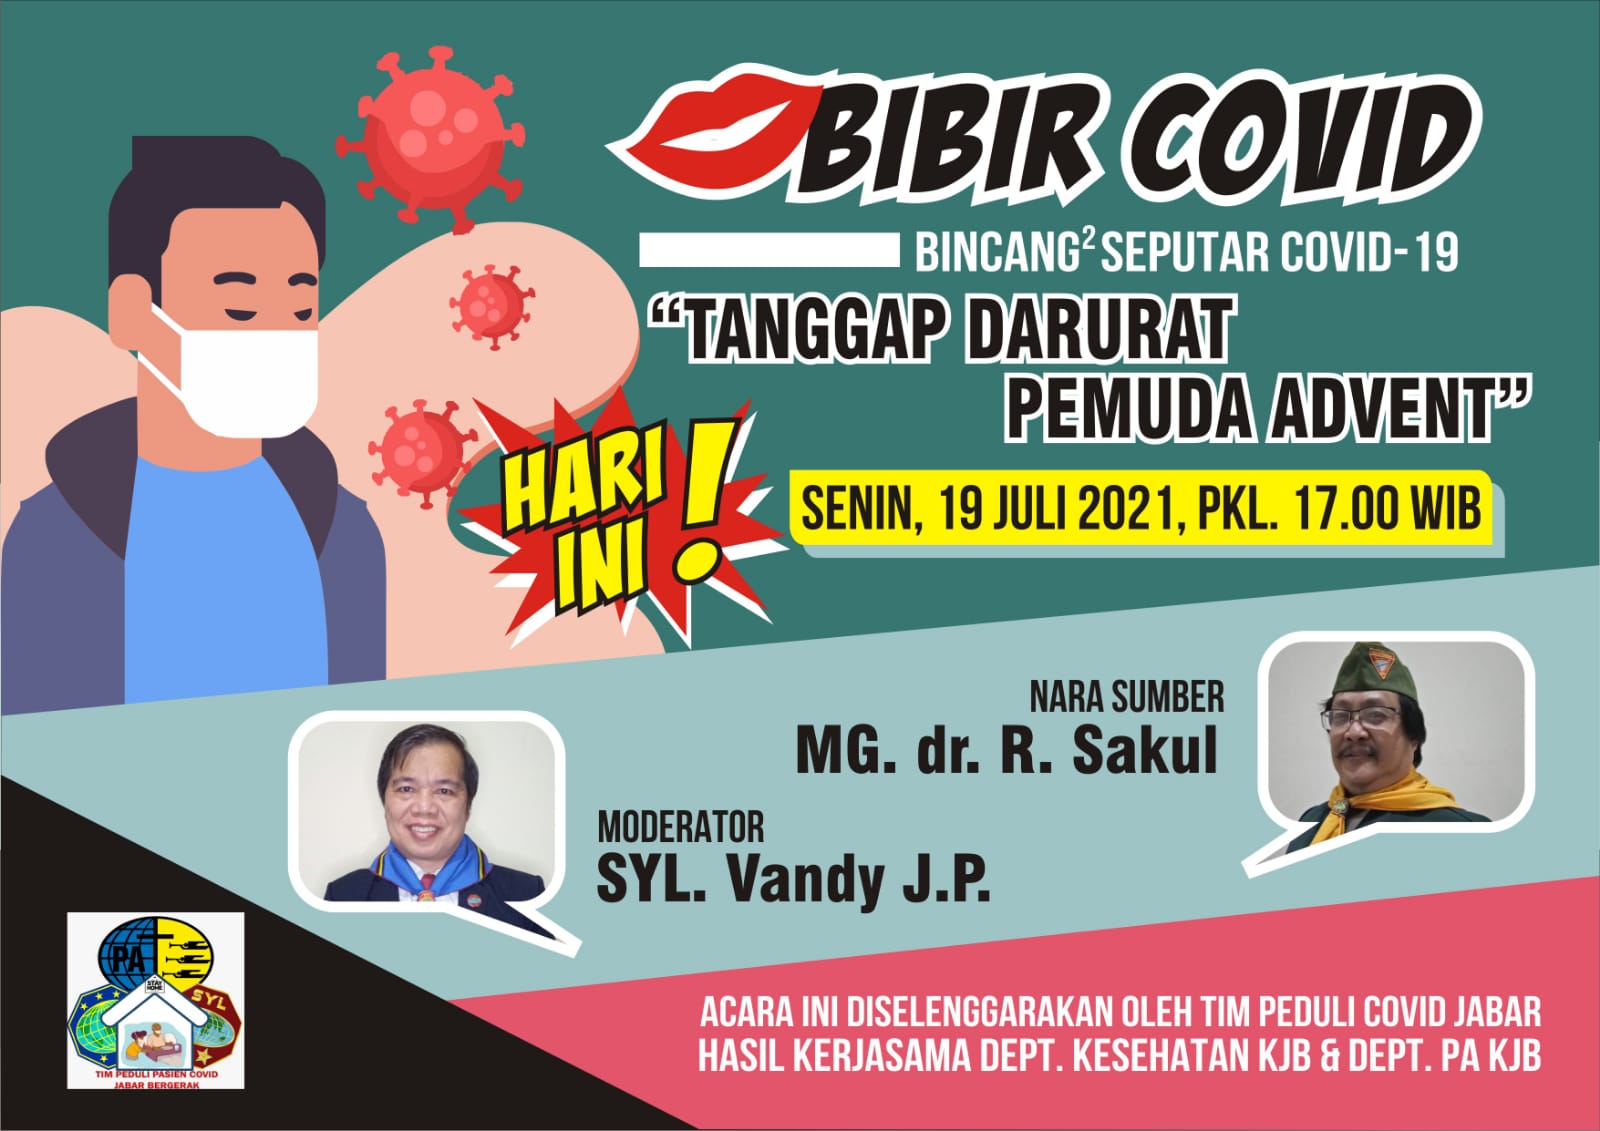 BIBIR COVID
BINCANG² SEPUTAR COVID-19
“TANGGAP DARURAT
PEMUDA ADVENT”
HARI
INI !
SENIN, 19 JULI 2021, PKL. 17.00 WIB
NARA SUMBER
MG. dr. R. Sakul
MODERATOR
SYL. Vandy J.P.
PA
STAY
HOME
SYL
TIM PEDULI PASIEN COVID
JABAR BERGERAK
ACARA INI DISELENGGARAKAN OLEH TIM PEDULI COVID JABAR
HASIL KERJASAMA DEPT. KESEHATAN KJB & DEPT. PA KJB